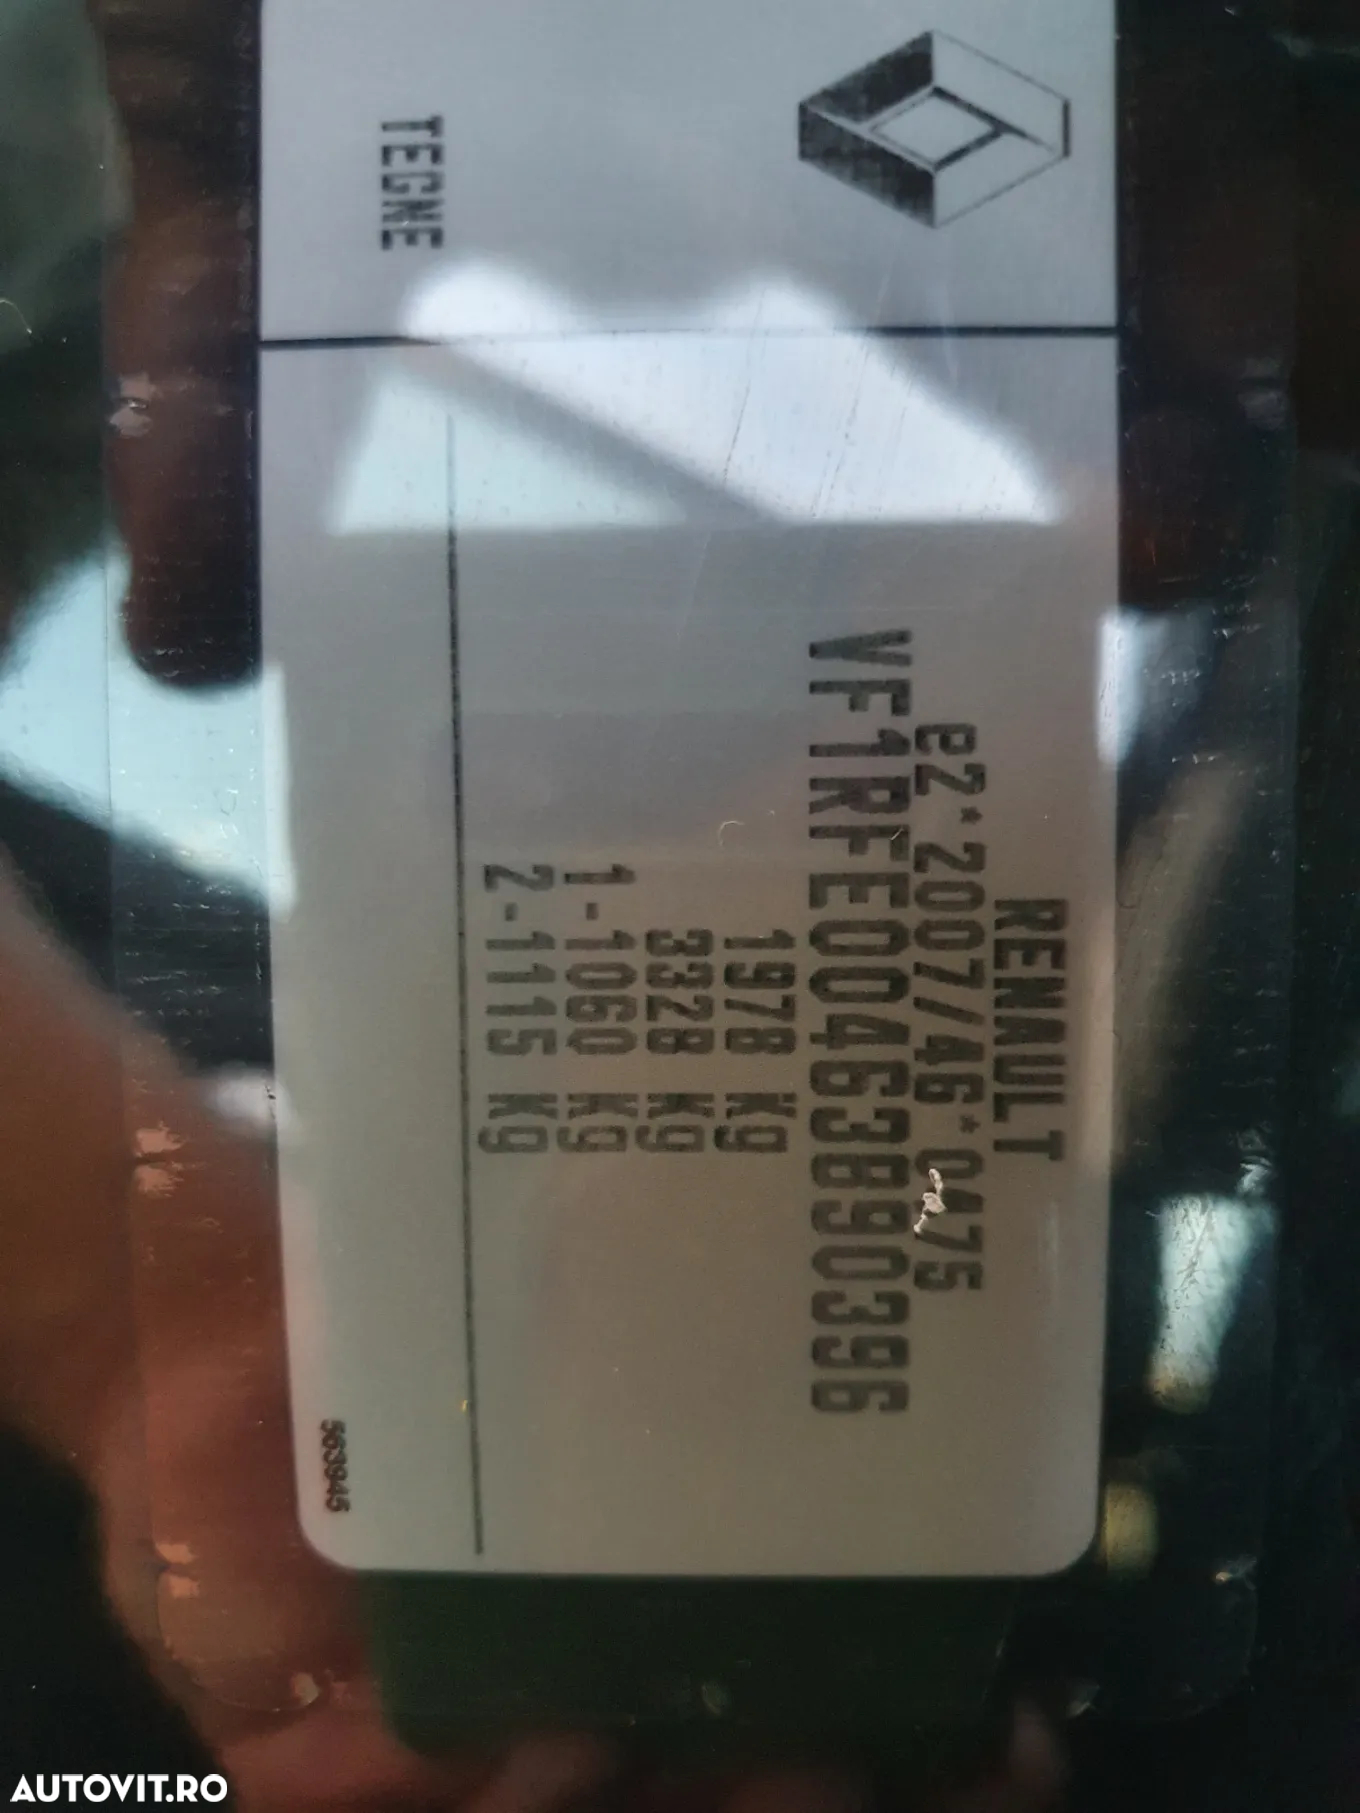 RENAULT
e2*2007//46*0475
VF1RFE00463890396
1978 kg
3328 kg
1-1060 kg
2-1115 kg
TEGNE
563945
AUTOVIT.RO